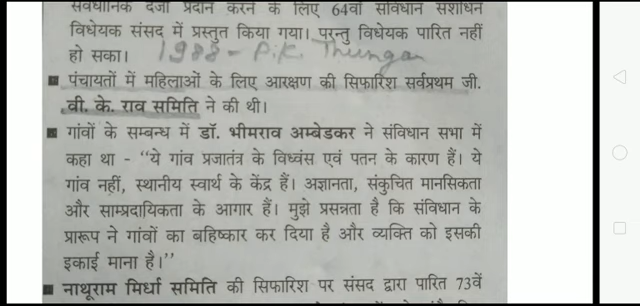 संवैधानिक दर्जा प्रदान करने के लिए 64वां संविधान संशोधन
विधेयक संसद में प्रस्तुत किया गया। परन्तु विधेयक पारित नहीं
हो सका। 1988 - P.K. Thungan
■ पंचायतों में महिलाओं के लिए आरक्षण की सिफारिश सर्वप्रथम जी.
वी. के. राव समिति ने की थी।
■ गांवों के सम्बन्ध में डॉ. भीमराव अम्बेडकर ने संविधान सभा में
कहा था - “ये गांव प्रजातंत्र के विध्वंस एवं पतन के कारण हैं। ये
गांव नहीं, स्थानीय स्वार्थ के केंद्र हैं। अज्ञानता, संकुचित मानसिकता
और साम्प्रदायिकता के आगार हैं। मुझे प्रसन्नता है कि संविधान के
प्रारूप ने गांवों का बहिष्कार कर दिया है और व्यक्ति को इसकी
इकाई माना है।”
■ नाथूराम मिर्धा समिति की सिफारिश पर संसद द्वारा पारित 73वें